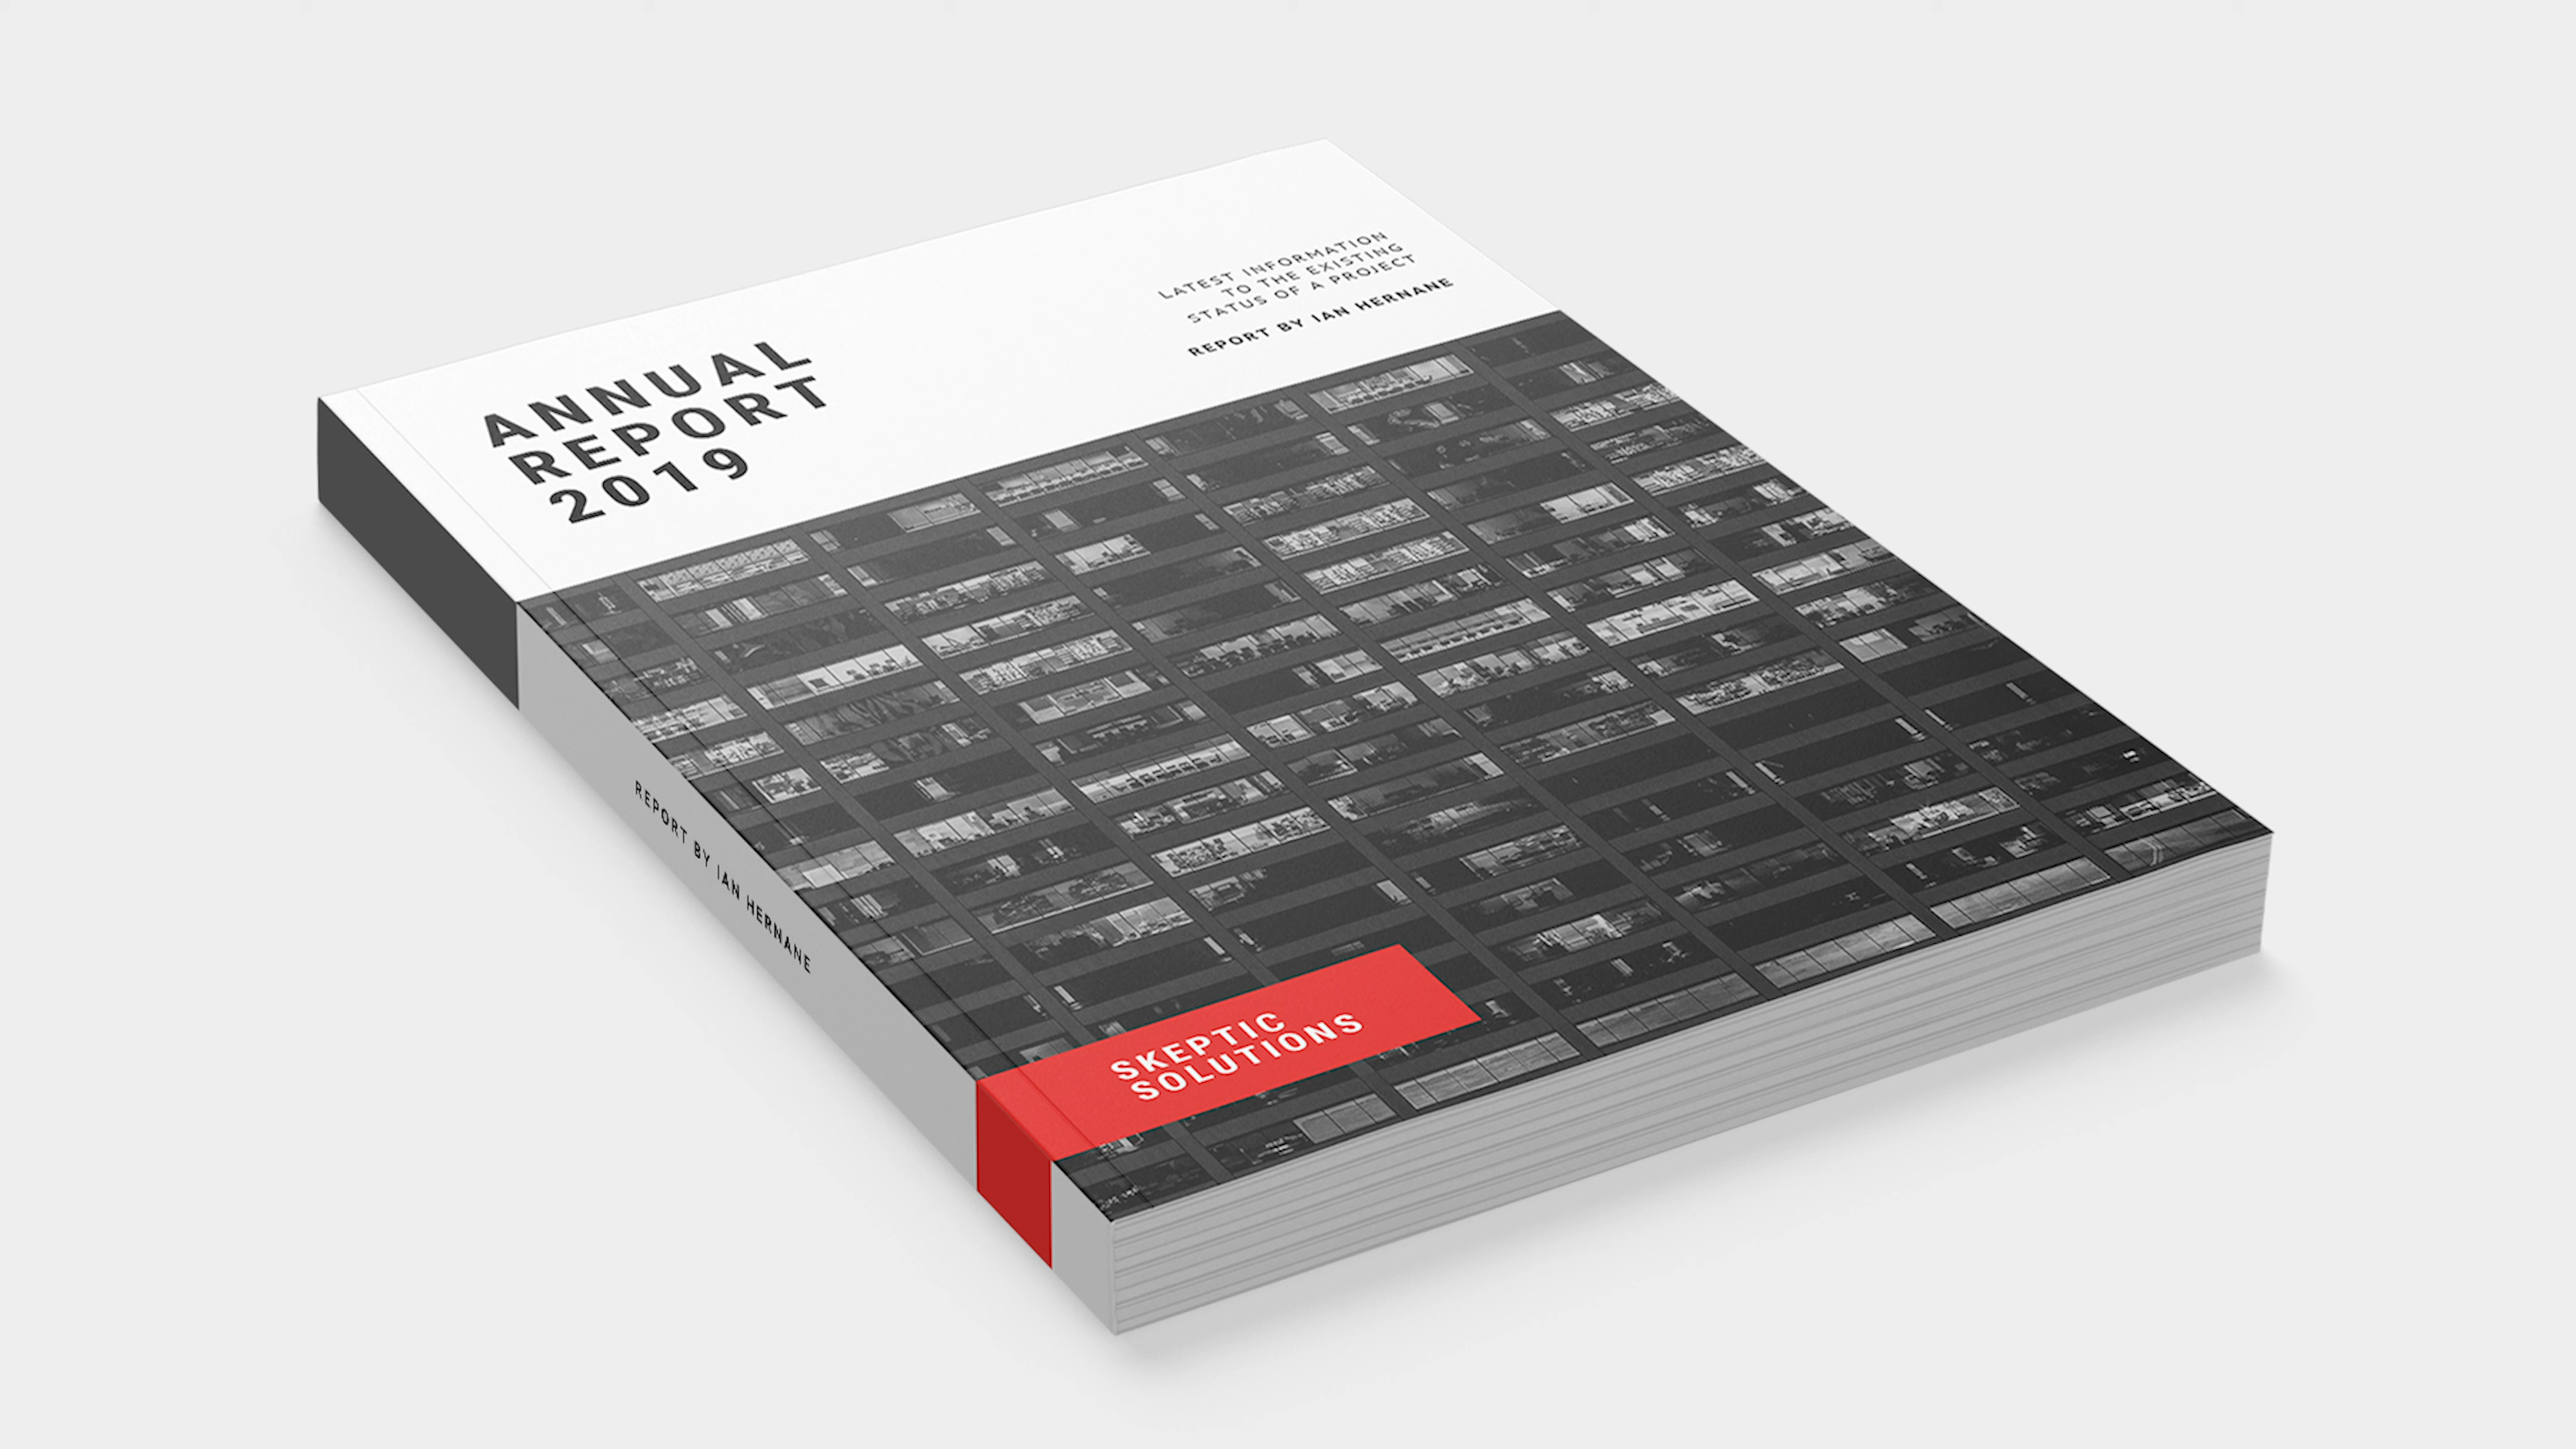 ANNUAL
REPORT
2019
LATEST INFORMATION
TO THE EXISTING
STATUS OF A PROJECT
REPORT BY IAN HERNANE
REPORT BY IAN HERNANE
SKEPTIC
SOLUTIONS